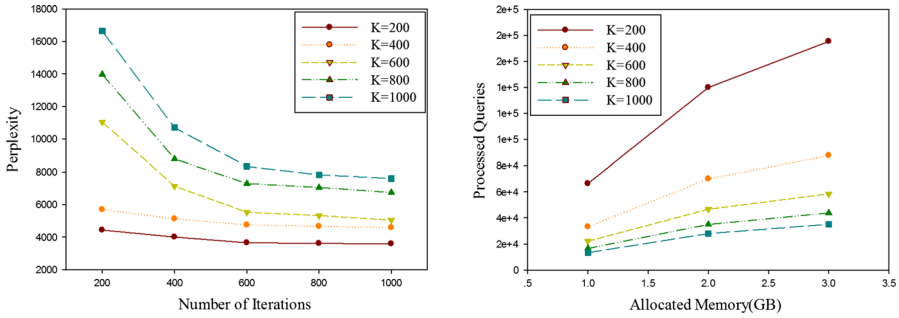 18000
16000
14000
12000
10000
8000
6000
4000
2000
Perplexity
200
400
600
800
1000
Number of Iterations
K=200
K=400
K=600
K=800
K=1000
2e+5
2e+5
2e+5
1e+5
1e+5
1e+5
8e+4
6e+4
4e+4
2e+4
0
Processed Queries
.5
1.0
1.5
2.0
2.5
3.0
3.5
Allocated Memory(GB)
K=200
K=400
K=600
K=800
K=1000